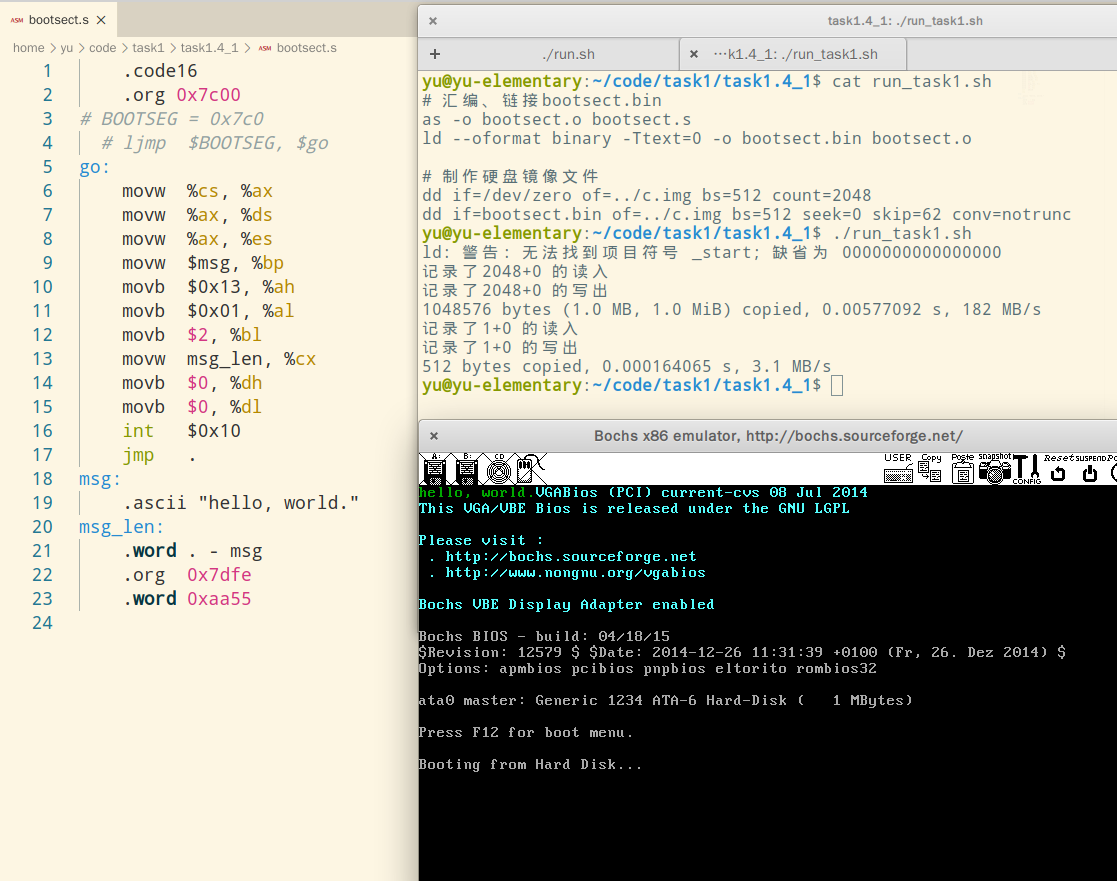 ASM bootsect.s ×
home > yu > code > task1 > task1.4_1 > ASM bootsect.s
1 .code16
2 .org 0x7c00
3 # BOOTSEG = 0x7c0
4 # ljmp $BOOTSEG, $go
5 go:
6 movw %cs, %ax
7 movw %ax, %ds
8 movw %ax, %es
9 movw $msg, %bp
10 movb $0x13, %ah
11 movb $0x01, %al
12 movb $2, %bl
13 movw msg_len, %cx
14 movb $0, %dh
15 movb $0, %dl
16 int $0x10
17 jmp .
18 msg:
19 .ascii "hello, world."
20 msg_len:
21 .word . - msg
22 .org 0x7dfe
23 .word 0xaa55
24
× task1.4_1: ./run_task1.sh
+ ./run.sh × ···k1.4_1: ./run_task1.sh
yu@yu-elementary:~/code/task1/task1.4_1$ cat run_task1.sh
# 汇编、链接bootsect.bin
as -o bootsect.o bootsect.s
ld --oformat binary -Ttext=0 -o bootsect.bin bootsect.o
# 制作硬盘镜像文件
dd if=/dev/zero of=../c.img bs=512 count=2048
dd if=bootsect.bin of=../c.img bs=512 seek=0 skip=62 conv=notrunc
yu@yu-elementary:~/code/task1/task1.4_1$ ./run_task1.sh
ld: 警告: 无法找到项目符号 _start; 缺省为 0000000000000000
记录了2048+0 的读入
记录了2048+0 的写出
1048576 bytes (1.0 MB, 1.0 MiB) copied, 0.00577092 s, 182 MB/s
记录了1+0 的读入
记录了1+0 的写出
512 bytes copied, 0.000164065 s, 3.1 MB/s
yu@yu-elementary:~/code/task1/task1.4_1$
× Bochs x86 emulator, http://bochs.sourceforge.net/
A: B: CD USER Copy Paste snapshot CONFIG Reset SUSPEND
hello, world.VGABios (PCI) current-cvs 08 Jul 2014
This VGA/VBE Bios is released under the GNU LGPL
Please visit :
. http://bochs.sourceforge.net
. http://www.nongnu.org/vgabios
Bochs VBE Display Adapter enabled
Bochs BIOS - build: 04/18/15
$Revision: 12579 $ $Date: 2014-12-26 11:31:39 +0100 (Fr, 26. Dez 2014) $
Options: apmbios pcibios pnpbios eltorito rombios32
ata0 master: Generic 1234 ATA-6 Hard-Disk ( 1 MBytes)
Press F12 for boot menu.
Booting from Hard Disk...